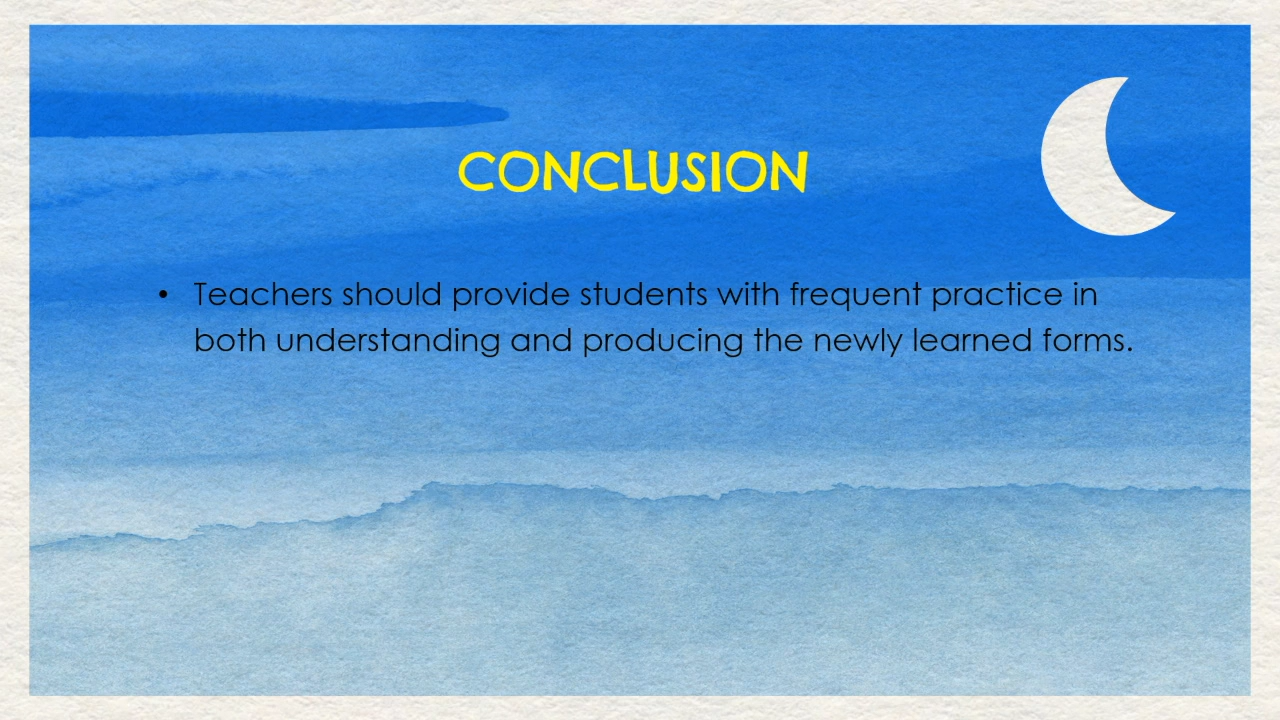 CONCLUSION
• Teachers should provide students with frequent practice in
both understanding and producing the newly learned forms.